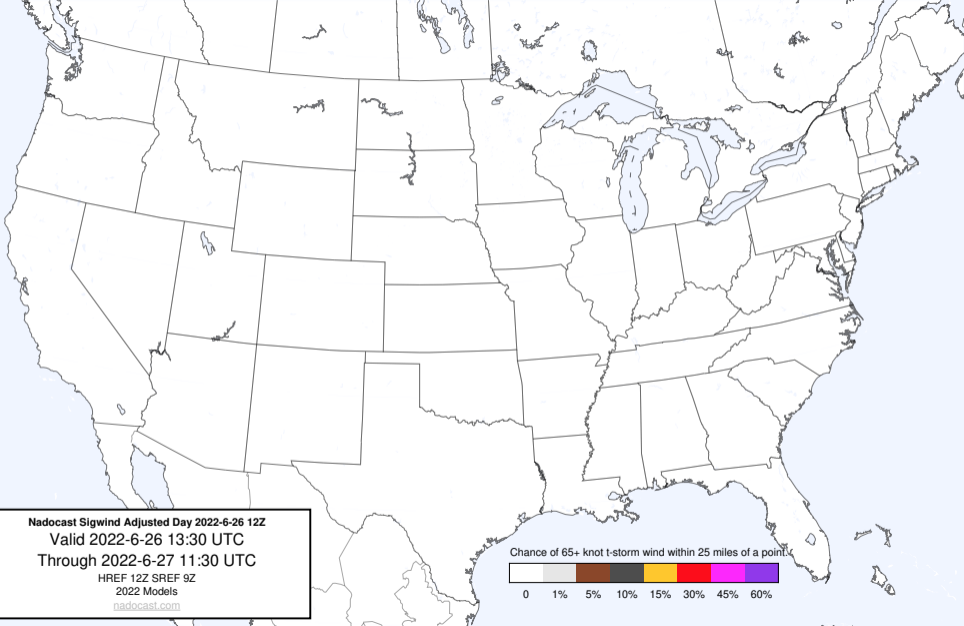 Nadocast Sigwind Adjusted Day 2022-6-26 12Z
Valid 2022-6-26 13:30 UTC
Through 2022-6-27 11:30 UTC
HREF 12Z SREF 9Z
2022 Models
nadocast.com
Chance of 65+ knot t-storm wind within 25 miles of a point.
0 1% 5% 10% 15% 30% 45% 60%